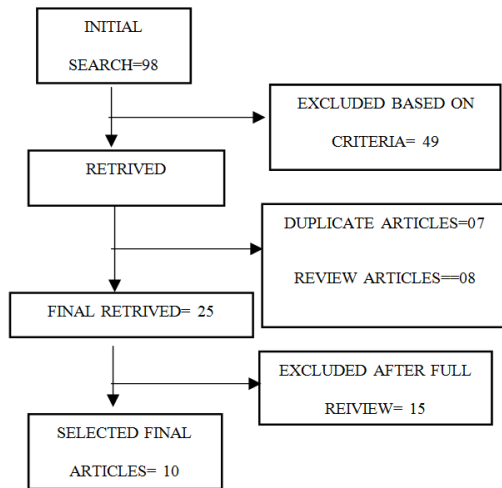 INITIAL
SEARCH=98
EXCLUDED BASED ON
CRITERIA= 49
RETRIVED
DUPLICATE ARTICLES=07
REVIEW ARTICLES==08
FINAL RETRIVED= 25
EXCLUDED AFTER FULL
REIVIEW= 15
SELECTED FINAL
ARTICLES= 10